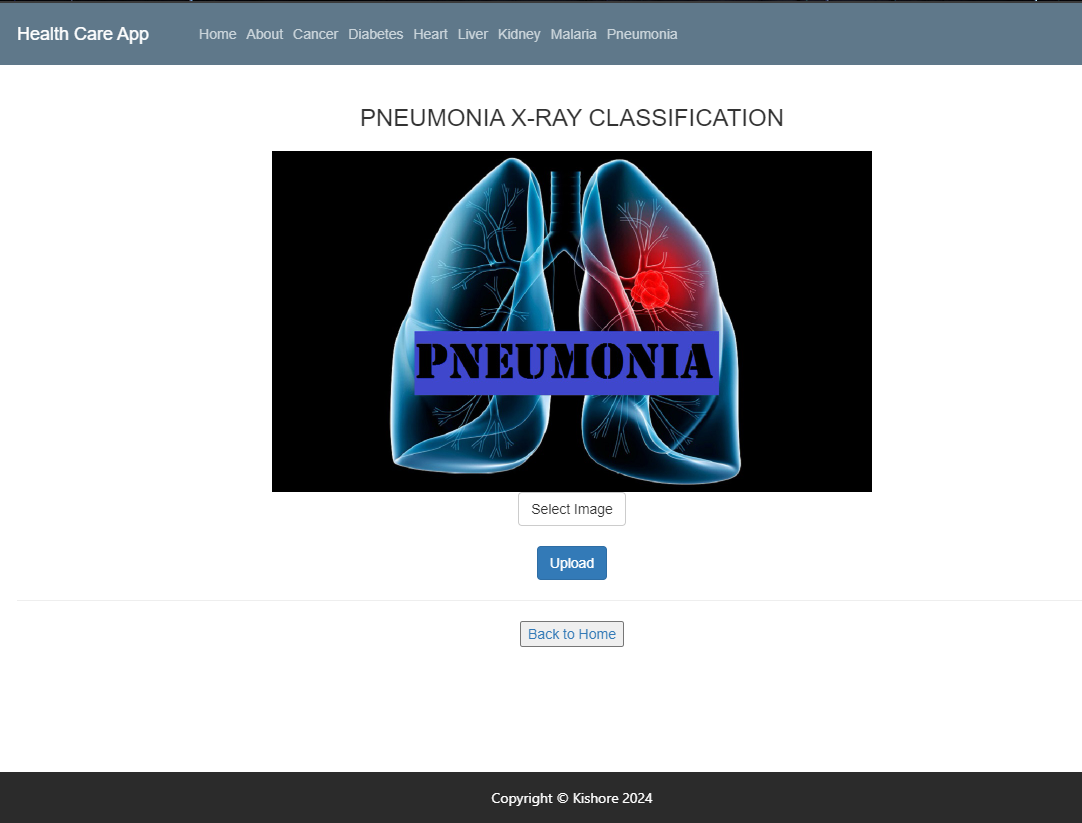 Health Care App Home About Cancer Diabetes Heart Liver Kidney Malaria Pneumonia
PNEUMONIA X-RAY CLASSIFICATION
PNEUMONIA
Select Image
Upload
Back to Home
Copyright © Kishore 2024